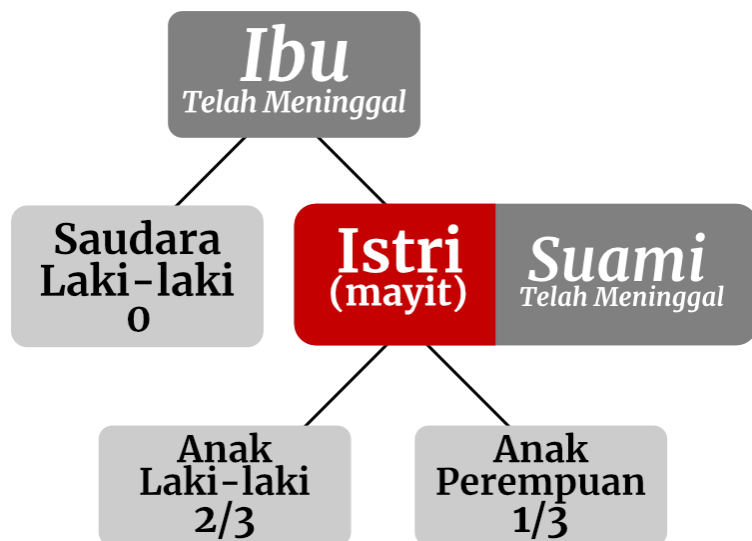 Ibu
Telah Meninggal
Saudara
Laki-laki
0
Istri
(mayit)
Suami
Telah Meninggal
Anak
Laki-laki
2/3
Anak
Perempuan
1/3